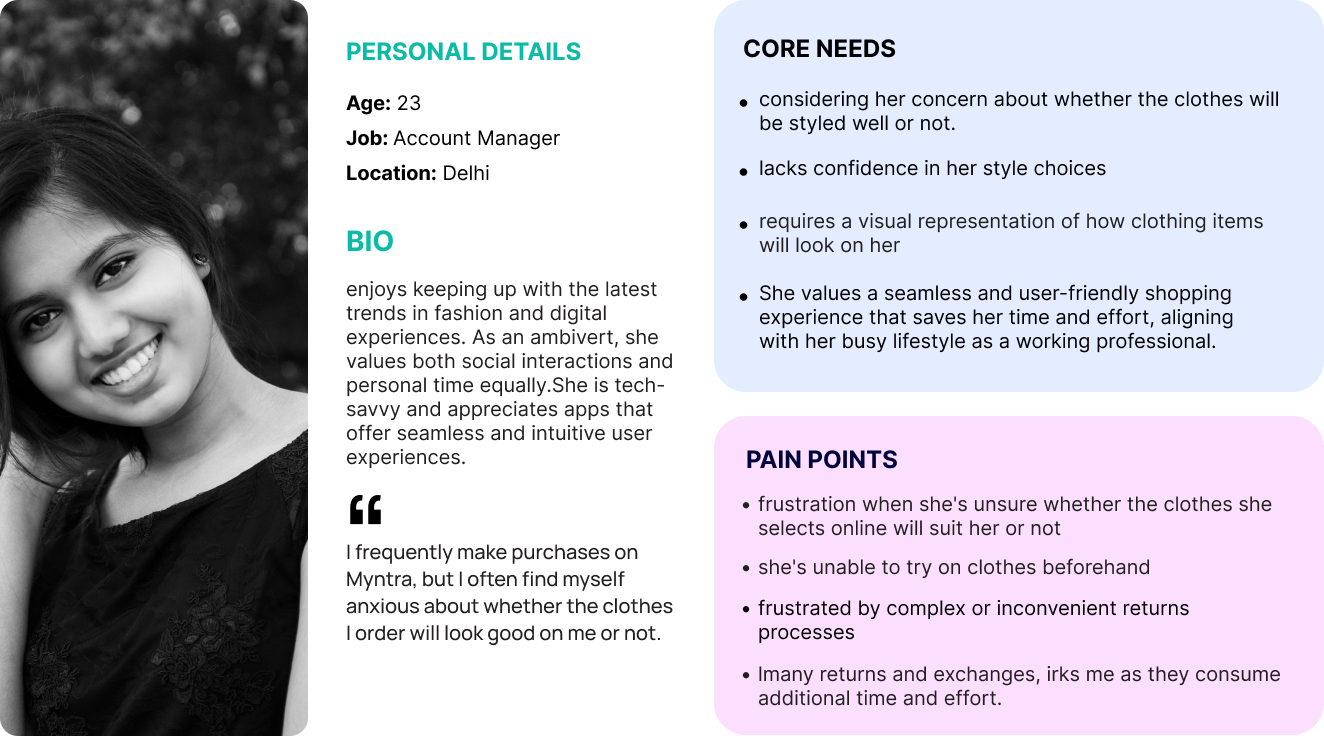 PERSONAL DETAILS
Age: 23
Job: Account Manager
Location: Delhi
BIO
enjoys keeping up with the latest
trends in fashion and digital
experiences. As an ambivert, she
values both social interactions and
personal time equally.She is tech-
savvy and appreciates apps that
offer seamless and intuitive user
experiences.
“
I frequently make purchases on
Myntra, but I often find myself
anxious about whether the clothes
I order will look good on me or not.
CORE NEEDS
• considering her concern about whether the clothes will
be styled well or not.
• lacks confidence in her style choices
• requires a visual representation of how clothing items
will look on her
• She values a seamless and user-friendly shopping
experience that saves her time and effort, aligning
with her busy lifestyle as a working professional.
PAIN POINTS
• frustration when she's unsure whether the clothes she
selects online will suit her or not
• she's unable to try on clothes beforehand
• frustrated by complex or inconvenient returns
processes
• Imany returns and exchanges, irks me as they consume
additional time and effort.